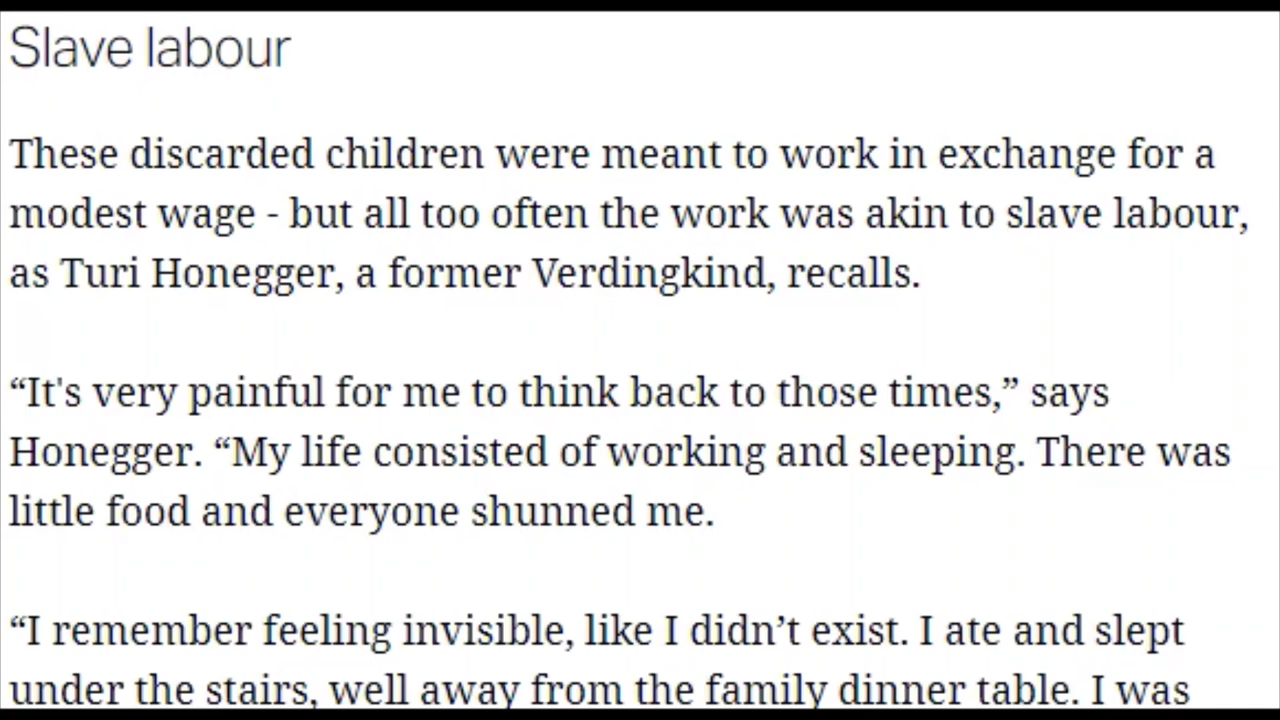 Slave labour
These discarded children were meant to work in exchange for a
modest wage - but all too often the work was akin to slave labour,
as Turi Honegger, a former Verdingkind, recalls.
“It's very painful for me to think back to those times,” says
Honegger. “My life consisted of working and sleeping. There was
little food and everyone shunned me.
“I remember feeling invisible, like I didn’t exist. I ate and slept
under the stairs, well away from the family dinner table. I was